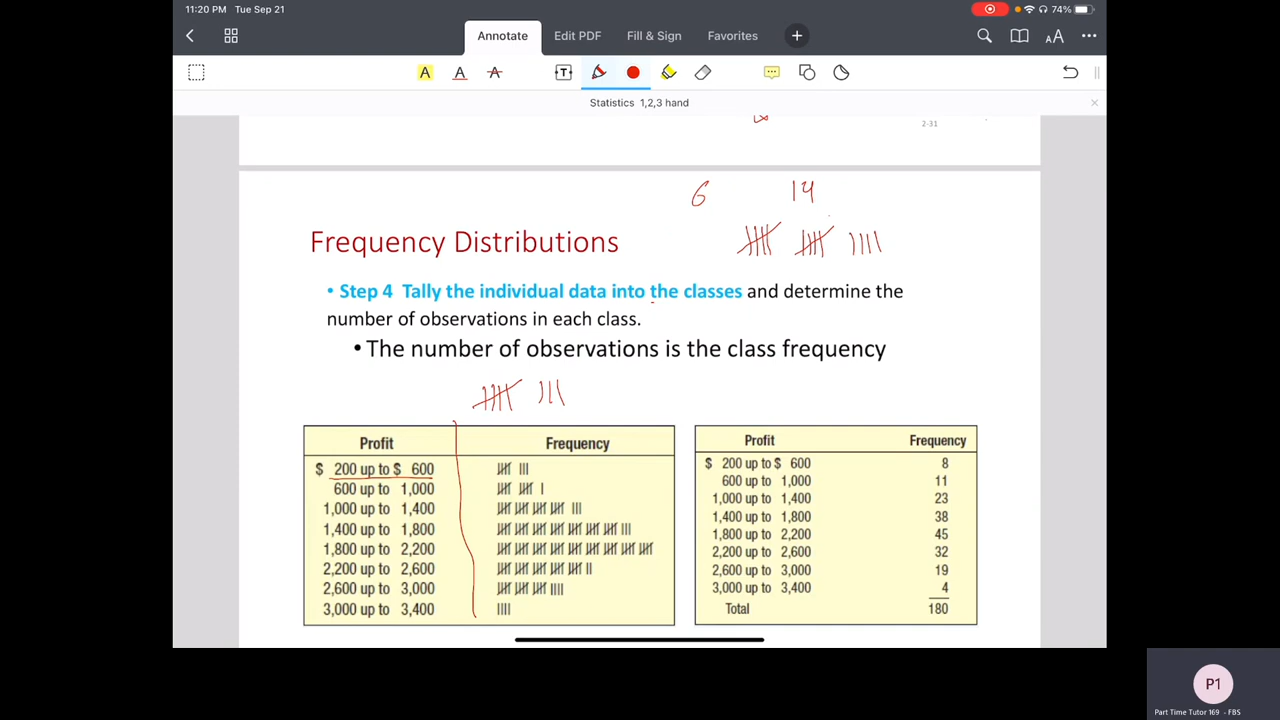 11:20 PM Tue Sep 21
74%
Annotate Edit PDF Fill & Sign Favorites
A A A T AA
Statistics 1,2,3 hand
2-31
6 14
Frequency Distributions
• Step 4 Tally the individual data into the classes and determine the
number of observations in each class.
• The number of observations is the class frequency
Profit Frequency
$ 200 up to $ 600
600 up to 1,000
1,000 up to 1,400
1,400 up to 1,800
1,800 up to 2,200
2,200 up to 2,600
2,600 up to 3,000
3,000 up to 3,400
Profit Frequency
$ 200 up to $ 600 8
600 up to 1,000 11
1,000 up to 1,400 23
1,400 up to 1,800 38
1,800 up to 2,200 45
2,200 up to 2,600 32
2,600 up to 3,000 19
3,000 up to 3,400 4
Total 180
P1
Part Time Tutor 169 - FBS